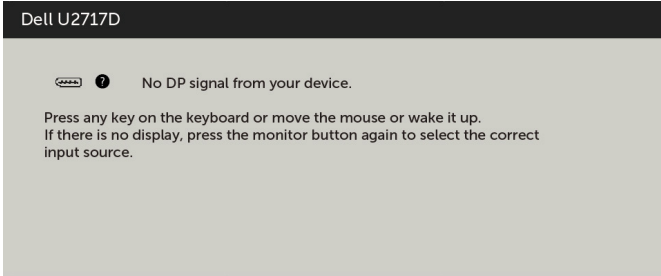 Dell U2717D
? No DP signal from your device.
Press any key on the keyboard or move the mouse or wake it up.
If there is no display, press the monitor button again to select the correct
input source.